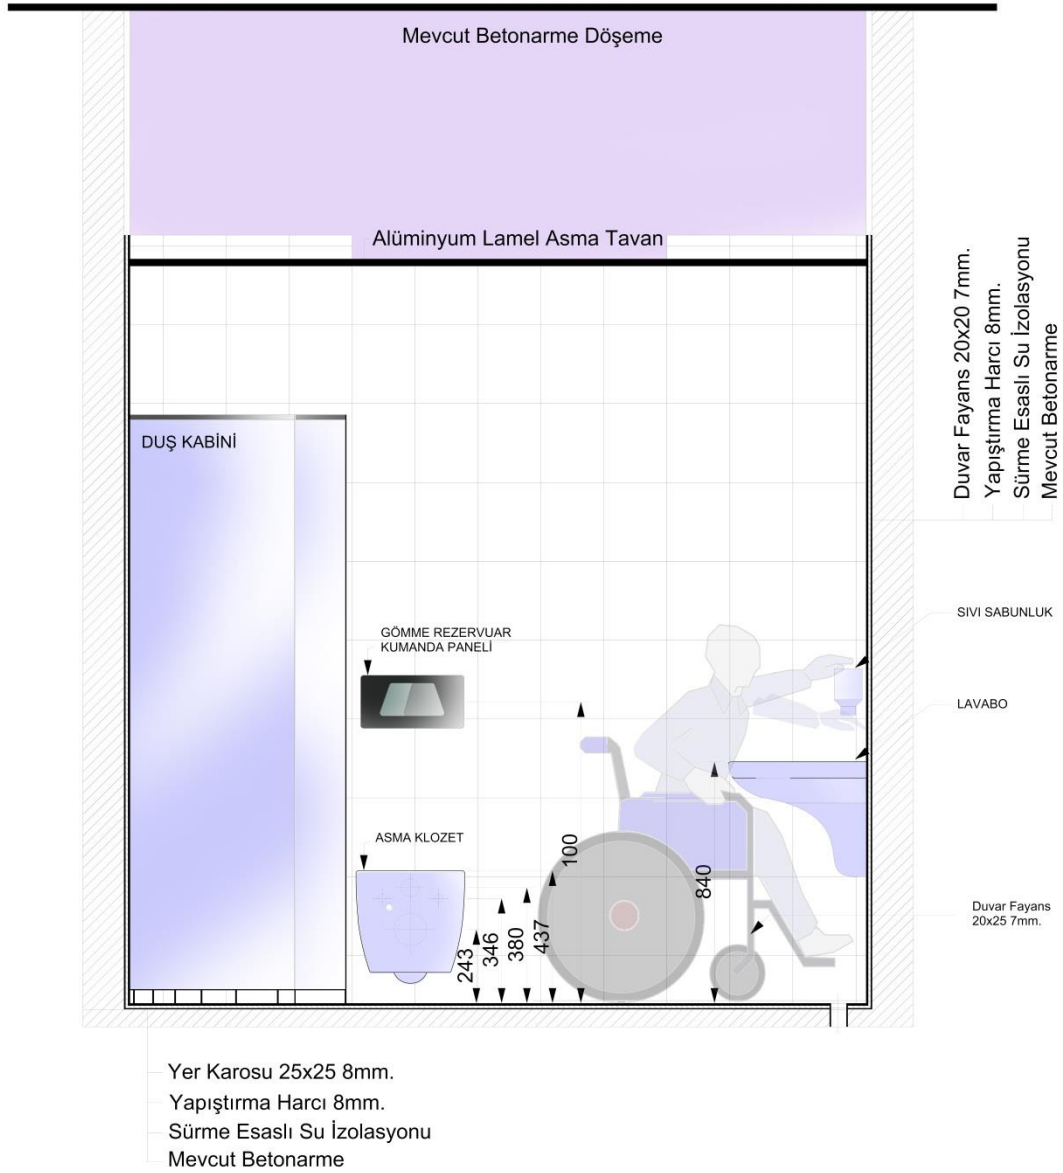 Mevcut Betonarme Döşeme
Alüminyum Lamel Asma Tavan
Duvar Fayans 20x20 7mm.
Yapıştırma Harcı 8mm.
Sürme Esaslı Su İzolasyonu
Mevcut Betonarme
DUŞ KABİNİ
GÖMME REZERVUAR
KUMANDA PANELİ
SIVI SABUNLUK
LAVABO
ASMA KLOZET
243
346
380
437
100
840
Duvar Fayans
20x25 7mm.
Yer Karosu 25x25 8mm.
Yapıştırma Harcı 8mm.
Sürme Esaslı Su İzolasyonu
Mevcut Betonarme